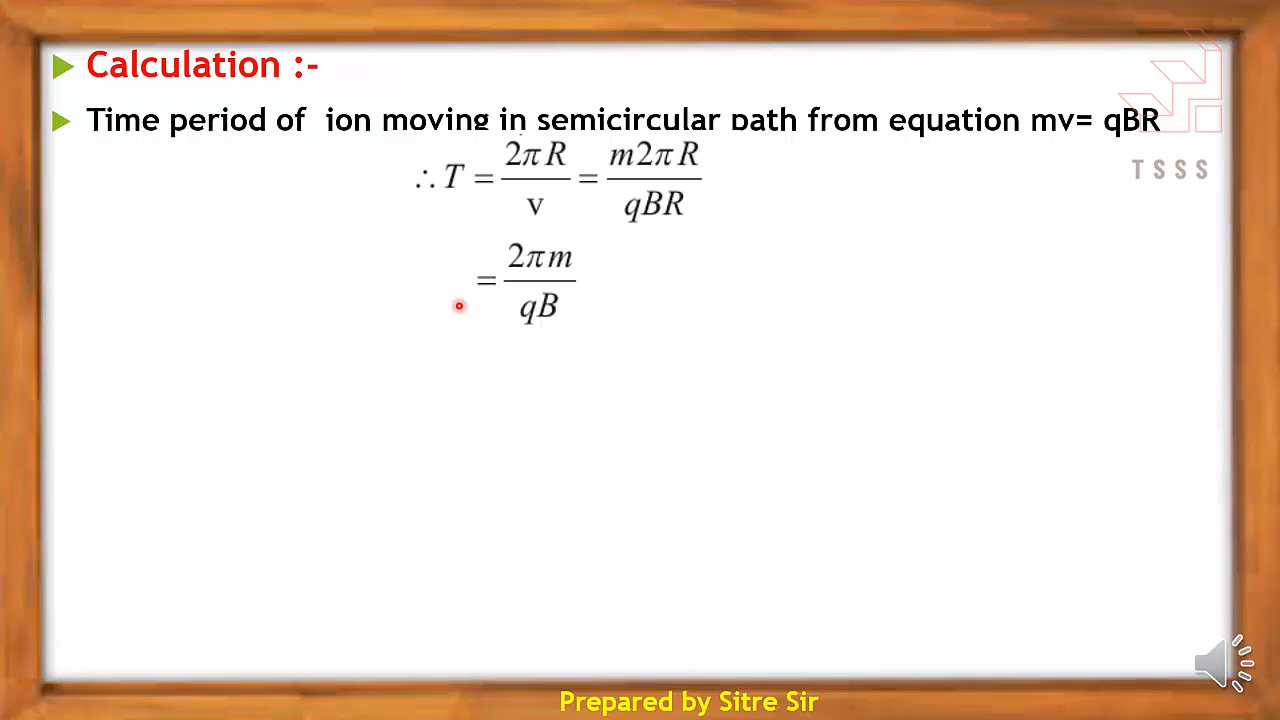 Calculation :-
Time period of ion moving in semicircular path from equation mv= qBR
TSSS
∴ T = 2πR/v = m2πR/qBR
= 2πm/qB
Prepared by Sitre Sir